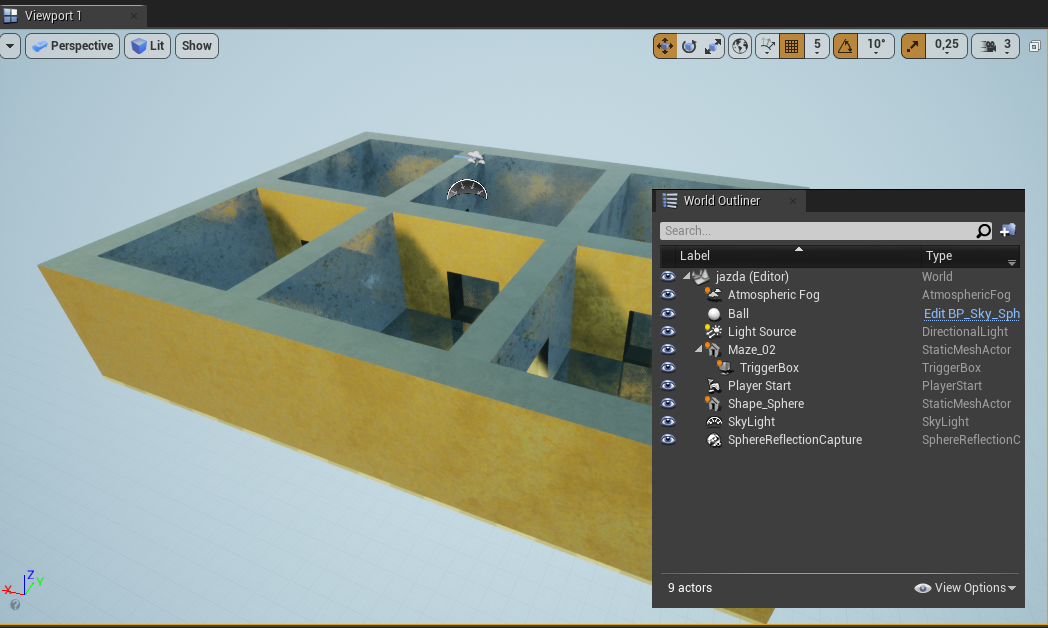 Viewport 1
Perspective
Lit
Show
5
10°
0,25
3
World Outliner
Search...
Label
Type
jazda (Editor)
World
Atmospheric Fog
AtmosphericFog
Ball
Edit BP_Sky_Sph
Light Source
DirectionalLight
Maze_02
StaticMeshActor
TriggerBox
TriggerBox
Player Start
PlayerStart
Shape_Sphere
StaticMeshActor
SkyLight
SkyLight
SphereReflectionCapture
SphereReflectionC
9 actors
View Options
X
Z
Y
?